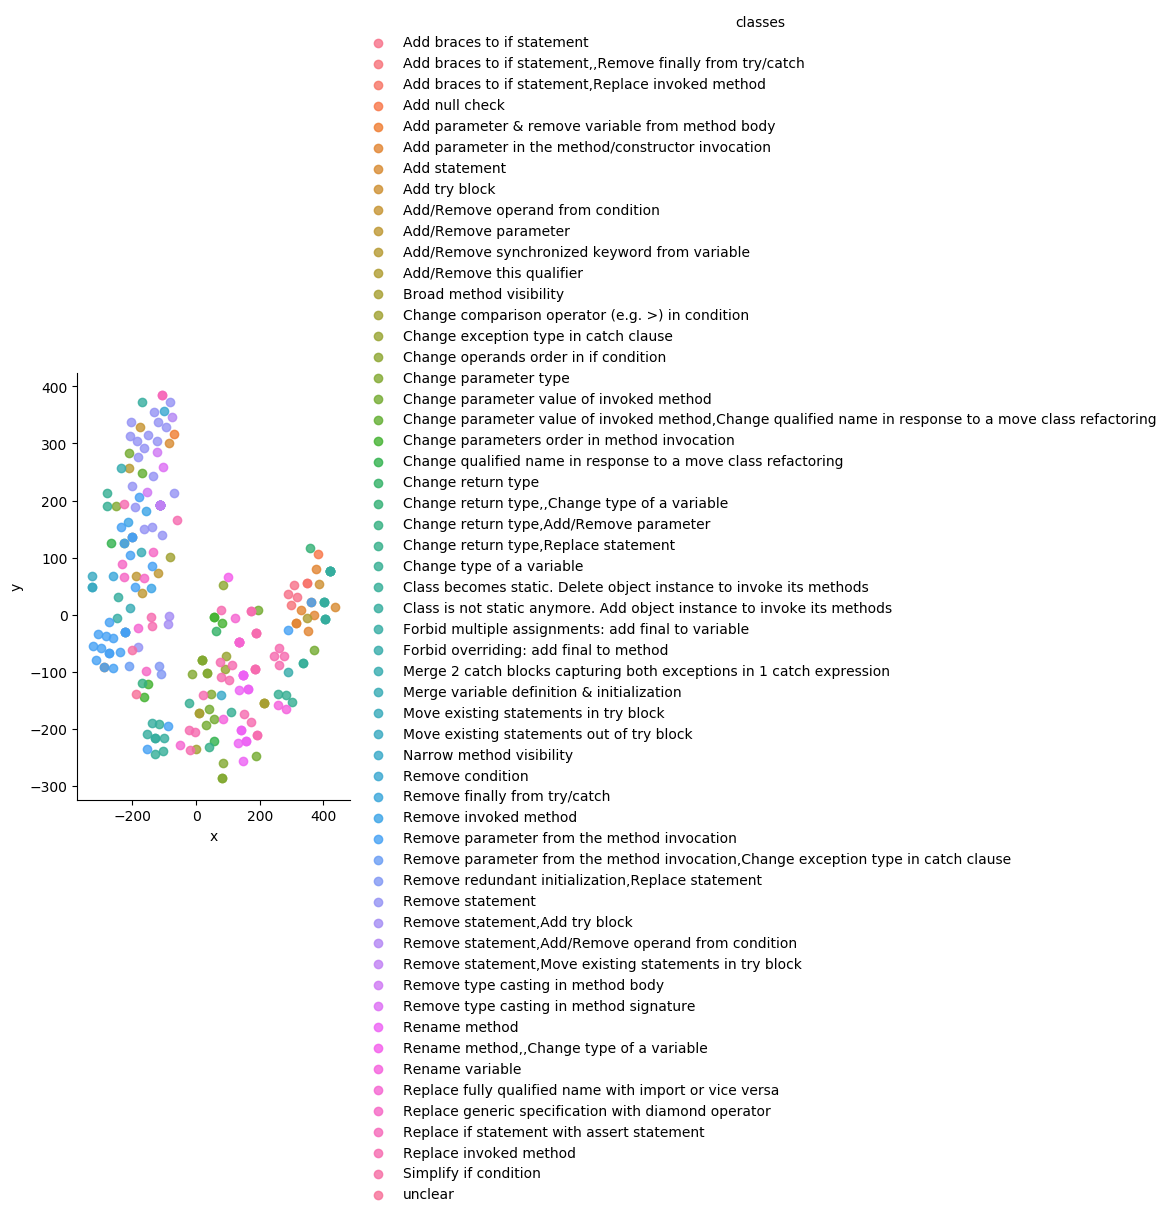 classes
Add braces to if statement
Add braces to if statement,,Remove finally from try/catch
Add braces to if statement,Replace invoked method
Add null check
Add parameter & remove variable from method body
Add parameter in the method/constructor invocation
Add statement
Add try block
Add/Remove operand from condition
Add/Remove parameter
Add/Remove synchronized keyword from variable
Add/Remove this qualifier
Broad method visibility
Change comparison operator (e.g. >) in condition
Change exception type in catch clause
Change operands order in if condition
Change parameter type
Change parameter value of invoked method
Change parameter value of invoked method,Change qualified name in response to a move class refactoring
Change parameters order in method invocation
Change qualified name in response to a move class refactoring
Change return type
Change return type,,Change type of a variable
Change return type,Add/Remove parameter
Change return type,Replace statement
Change type of a variable
Class becomes static. Delete object instance to invoke its methods
Class is not static anymore. Add object instance to invoke its methods
Forbid multiple assignments: add final to variable
Forbid overriding: add final to method
Merge 2 catch blocks capturing both exceptions in 1 catch expression
Merge variable definition & initialization
Move existing statements in try block
Move existing statements out of try block
Narrow method visibility
Remove condition
Remove finally from try/catch
Remove invoked method
Remove parameter from the method invocation
Remove parameter from the method invocation,Change exception type in catch clause
Remove redundant initialization,Replace statement
Remove statement
Remove statement,Add try block
Remove statement,Add/Remove operand from condition
Remove statement,Move existing statements in try block
Remove type casting in method body
Remove type casting in method signature
Rename method
Rename method,,Change type of a variable
Rename variable
Replace fully qualified name with import or vice versa
Replace generic specification with diamond operator
Replace if statement with assert statement
Replace invoked method
Simplify if condition
unclear
400
300
200
100
0
−100
−200
−300
y
−200
0
200
400
x